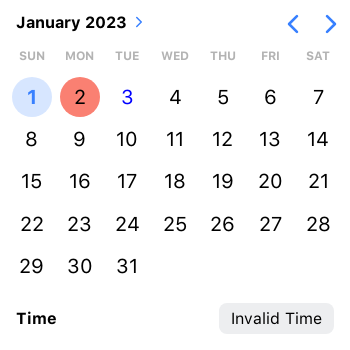 January 2023
SUN MON TUE WED THU FRI SAT
1 2 3 4 5 6 7
8 9 10 11 12 13 14
15 16 17 18 19 20 21
22 23 24 25 26 27 28
29 30 31
Time Invalid Time